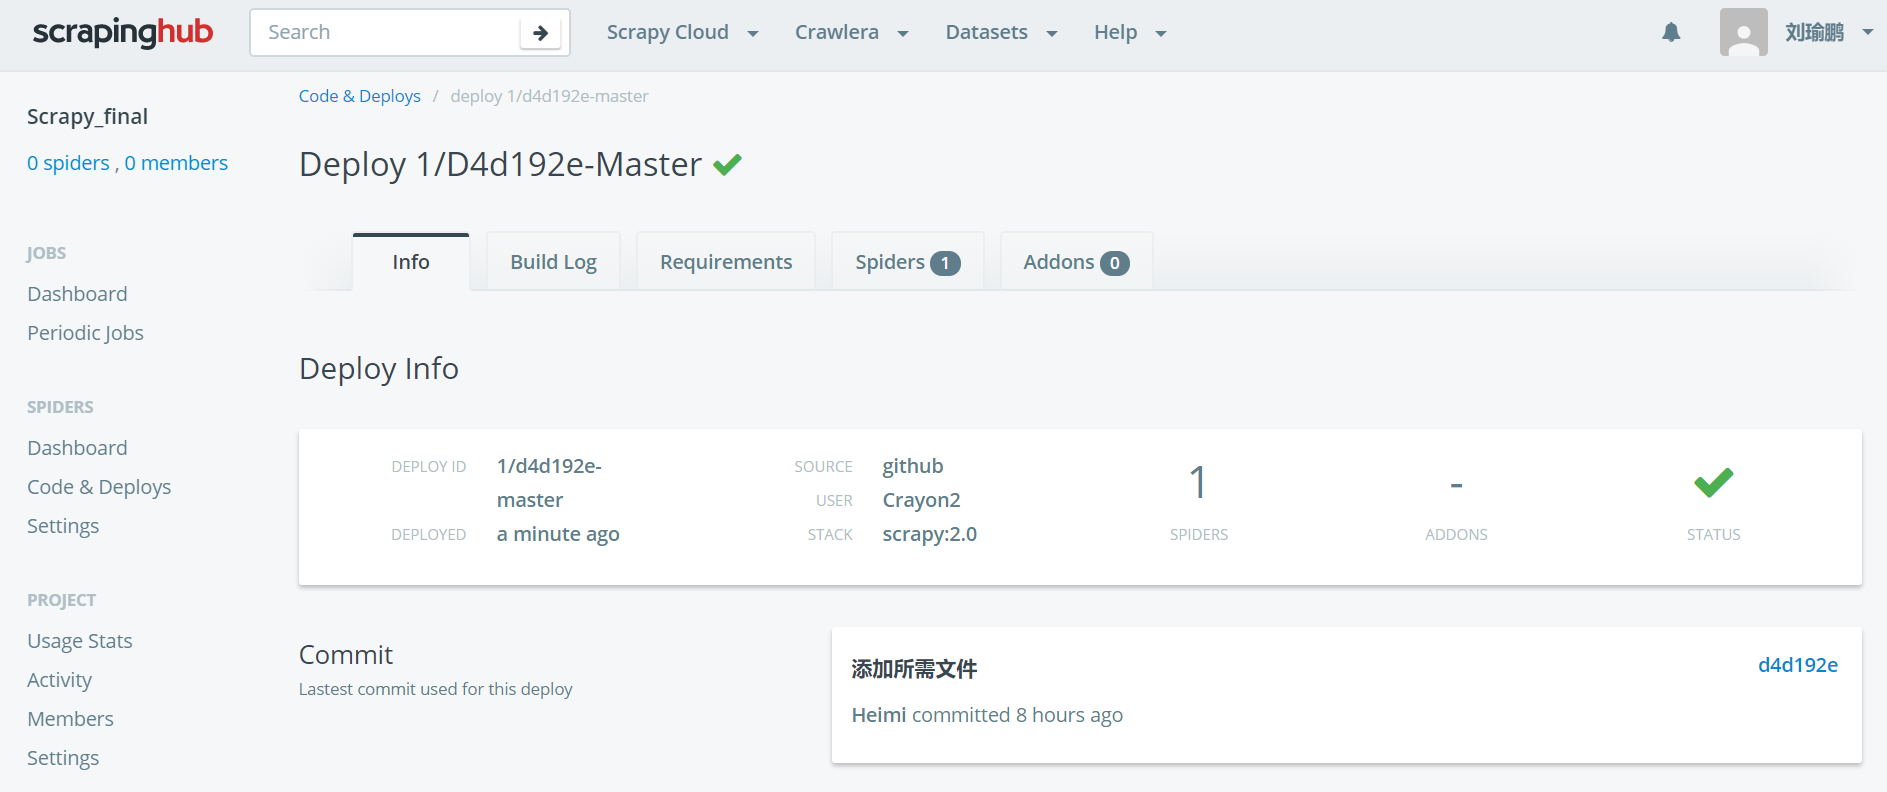 scrapinghub Search Scrapy Cloud Crawlera Datasets Help 刘瑜鹏
Code & Deploys / deploy 1/d4d192e-master
Scrapy_final
0 spiders , 0 members
Deploy 1/D4d192e-Master
Info Build Log Requirements Spiders 1 Addons 0
JOBS
Dashboard
Periodic Jobs
SPIDERS
Dashboard
Code & Deploys
Settings
PROJECT
Usage Stats
Activity
Members
Settings
Deploy Info
DEPLOY ID 1/d4d192e-
master
DEPLOYED a minute ago
SOURCE github
USER Crayon2
STACK scrapy:2.0
1
SPIDERS
-
ADDONS
STATUS
Commit
Lastest commit used for this deploy
添加所需文件 d4d192e
Heimi committed 8 hours ago